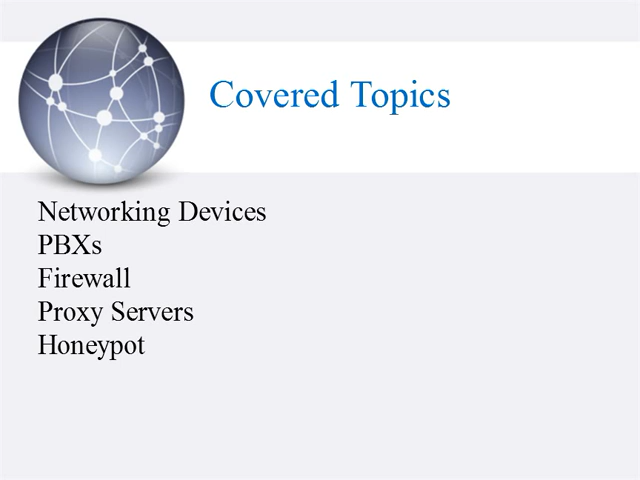 Covered Topics
Networking Devices
PBXs
Firewall
Proxy Servers
Honeypot